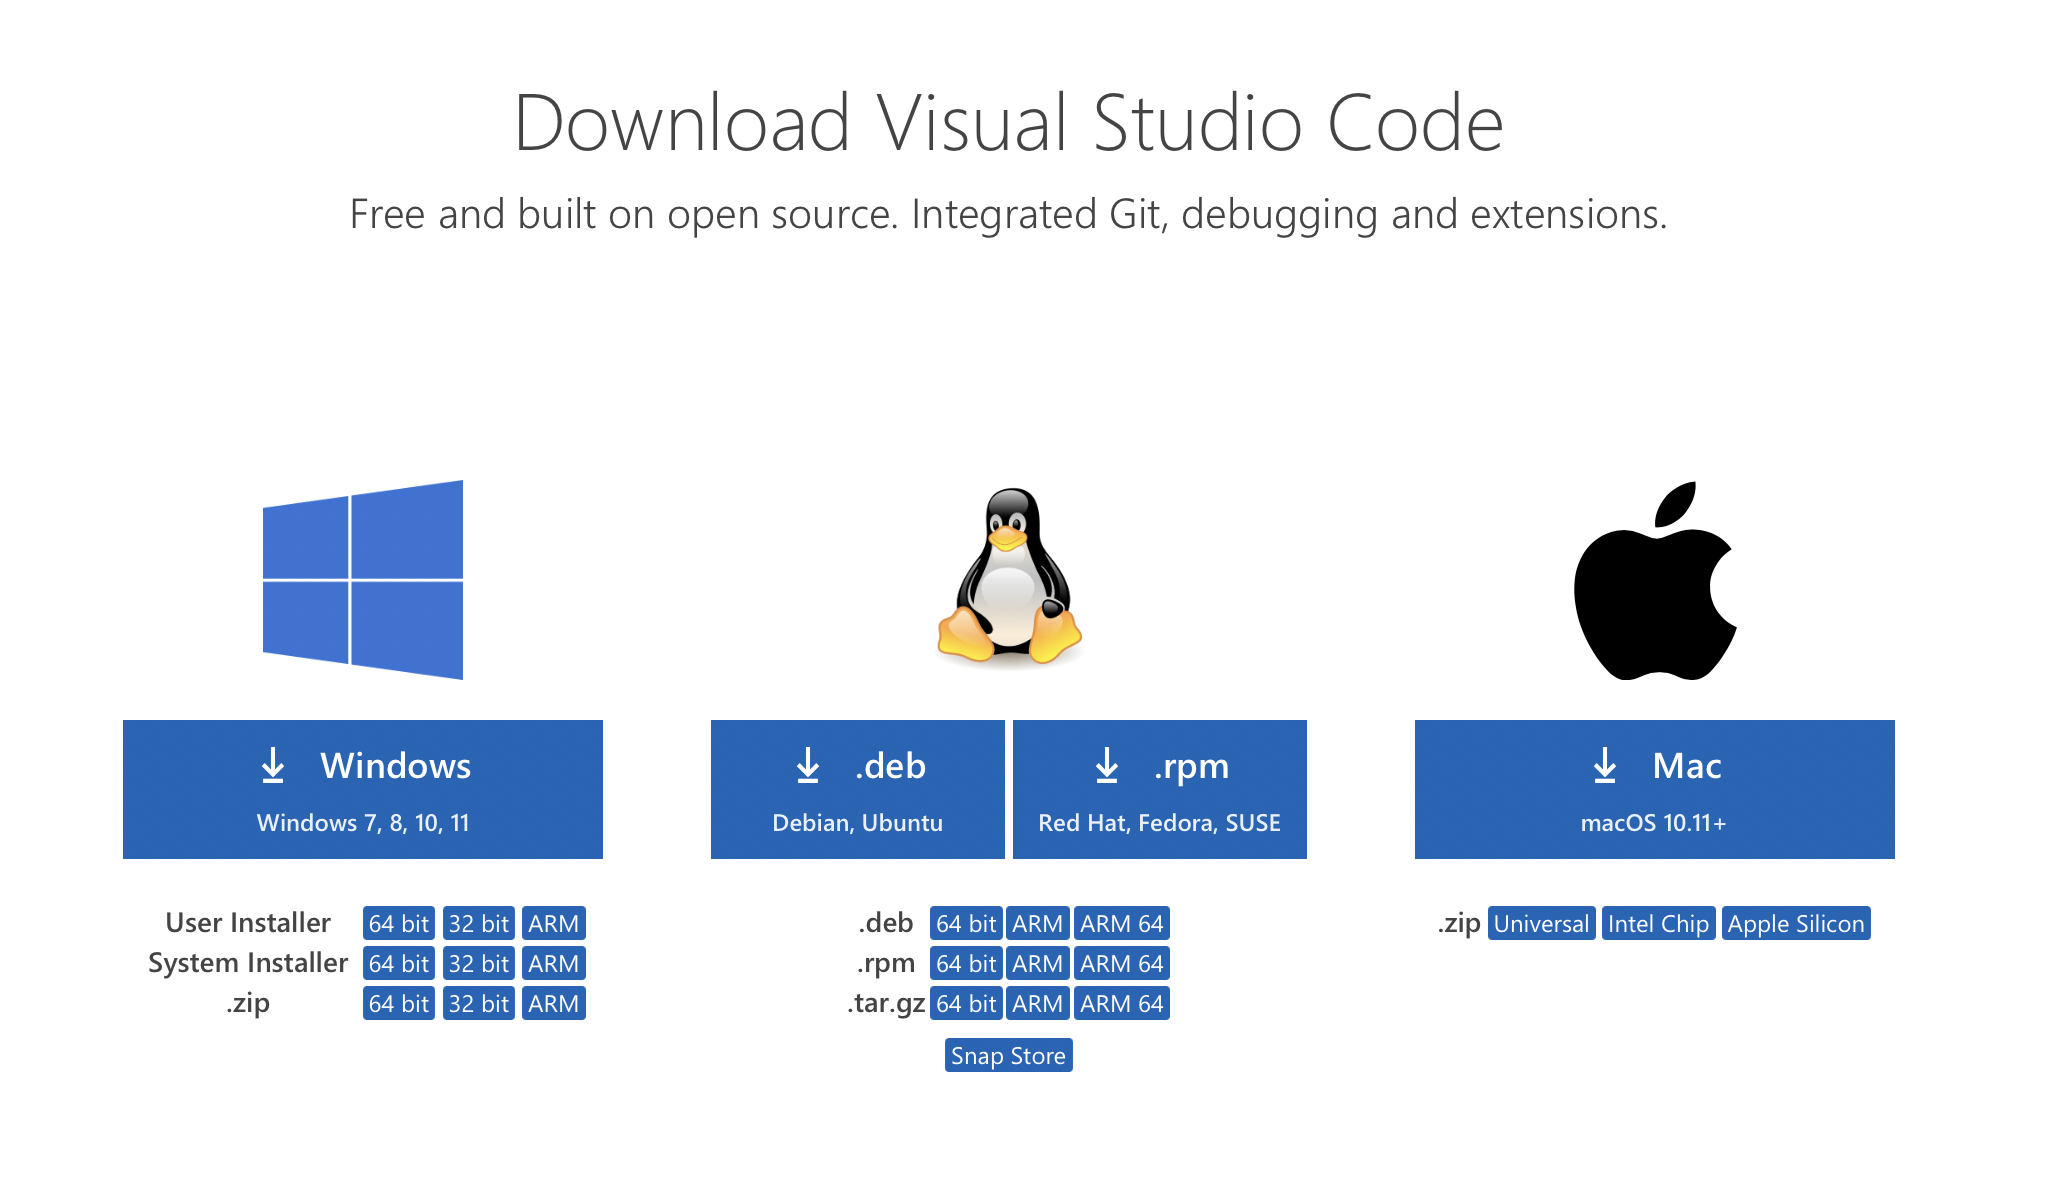 Download Visual Studio Code
Free and built on open source. Integrated Git, debugging and extensions.
Windows
Windows 7, 8, 10, 11
User Installer 64 bit 32 bit ARM
System Installer 64 bit 32 bit ARM
.zip 64 bit 32 bit ARM
.deb
Debian, Ubuntu
.rpm
Red Hat, Fedora, SUSE
.deb 64 bit ARM ARM 64
.rpm 64 bit ARM ARM 64
.tar.gz 64 bit ARM ARM 64
Snap Store
Mac
macOS 10.11+
.zip Universal Intel Chip Apple Silicon